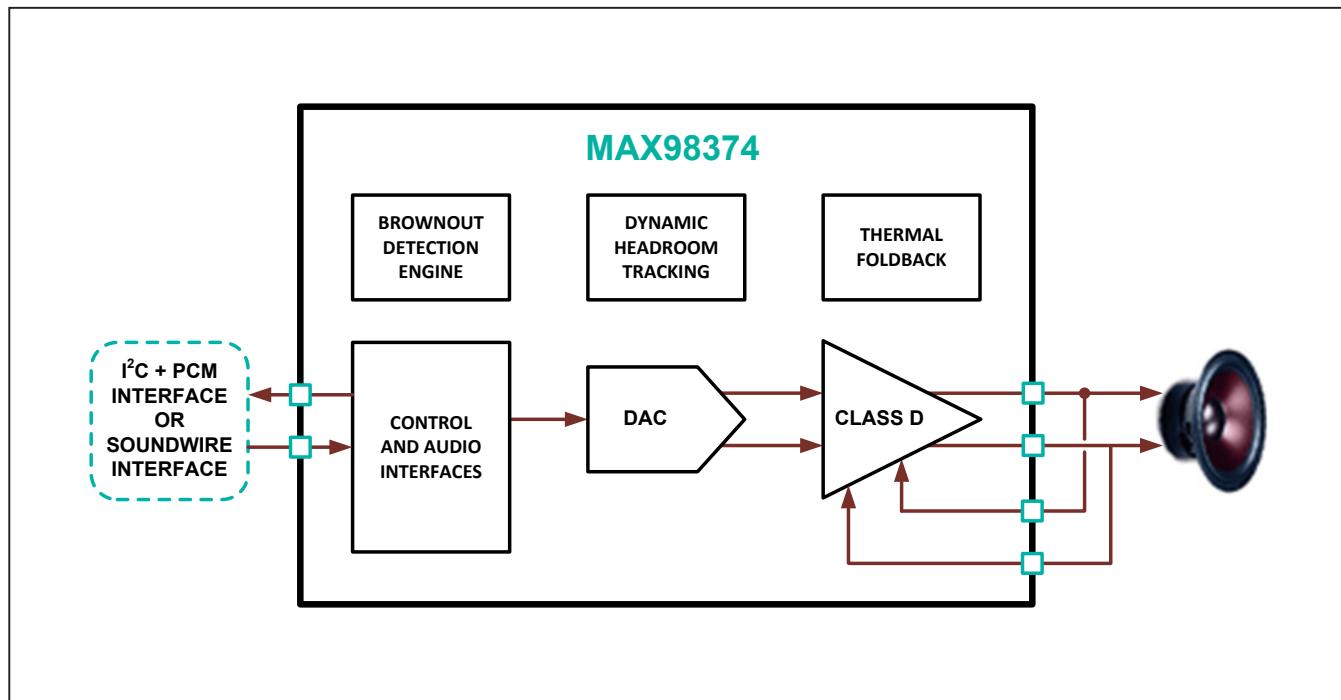 MAX98374
BROWNOUT
DETECTION
ENGINE
DYNAMIC
HEADROOM
TRACKING
THERMAL
FOLDBACK
I²C + PCM
INTERFACE
OR
SOUNDWIRE
INTERFACE
CONTROL
AND AUDIO
INTERFACES
DAC
CLASS D